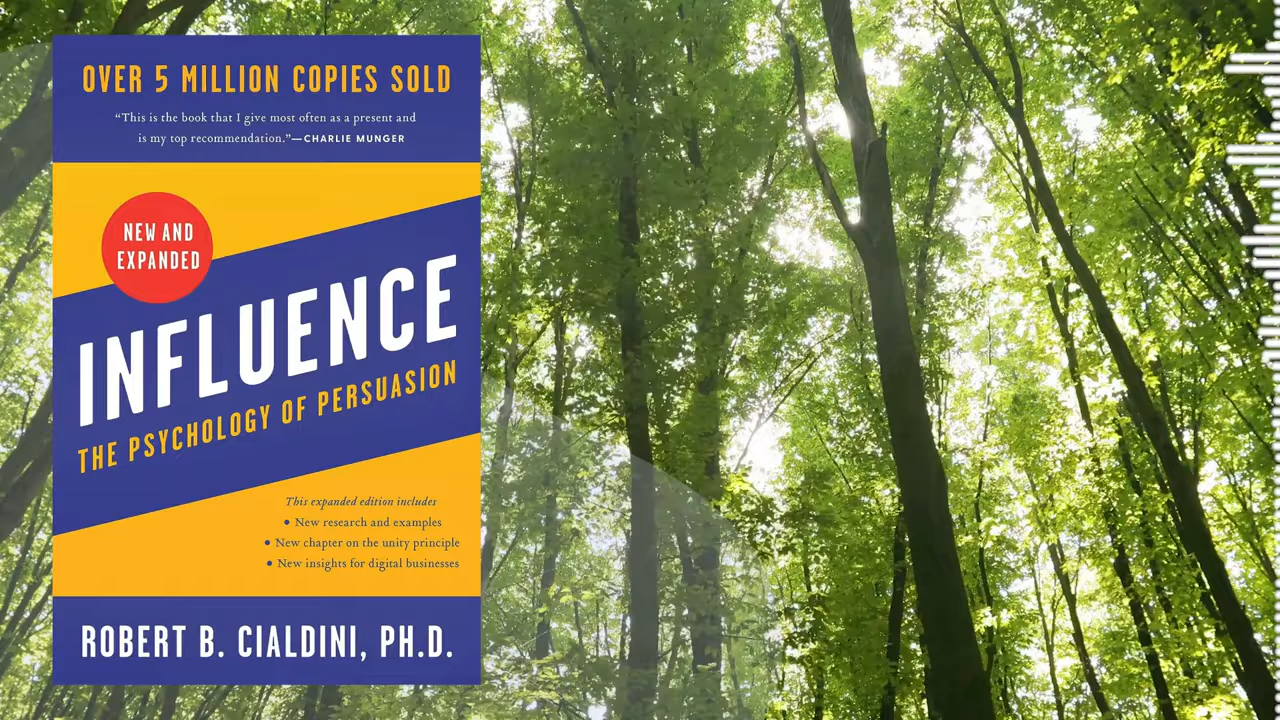 OVER 5 MILLION COPIES SOLD
“This is the book that I give most often as a present and
is my top recommendation.”—CHARLIE MUNGER
NEW AND
EXPANDED
INFLUENCE
THE PSYCHOLOGY OF PERSUASION
This expanded edition includes
• New research and examples
• New chapter on the unity principle
• New insights for digital businesses
ROBERT B. CIALDINI, PH.D.